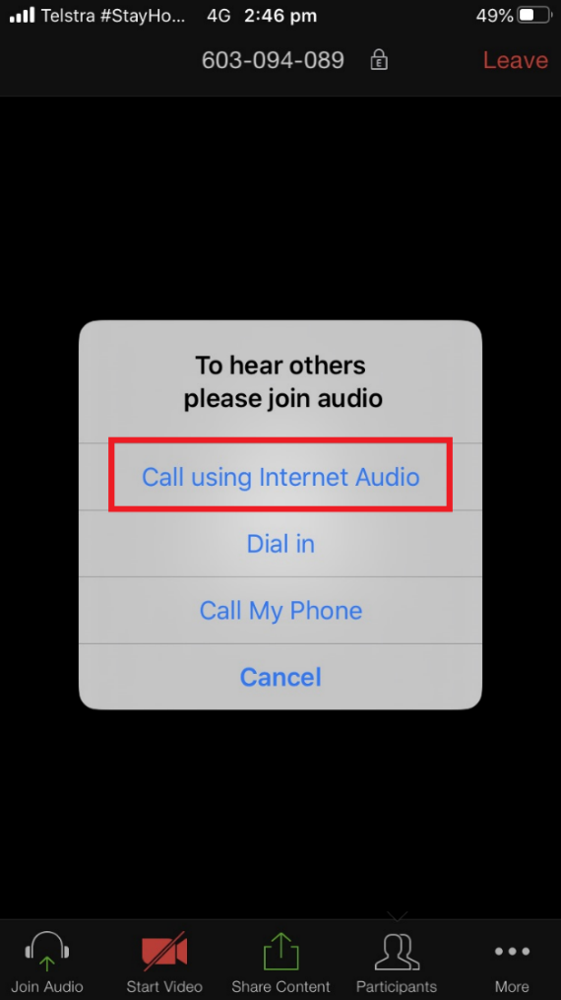 Telstra #StayHo... 4G 2:46 pm 49%
603-094-089 E Leave
To hear others
please join audio
Call using Internet Audio
Dial in
Call My Phone
Cancel
Join Audio Start Video Share Content Participants More